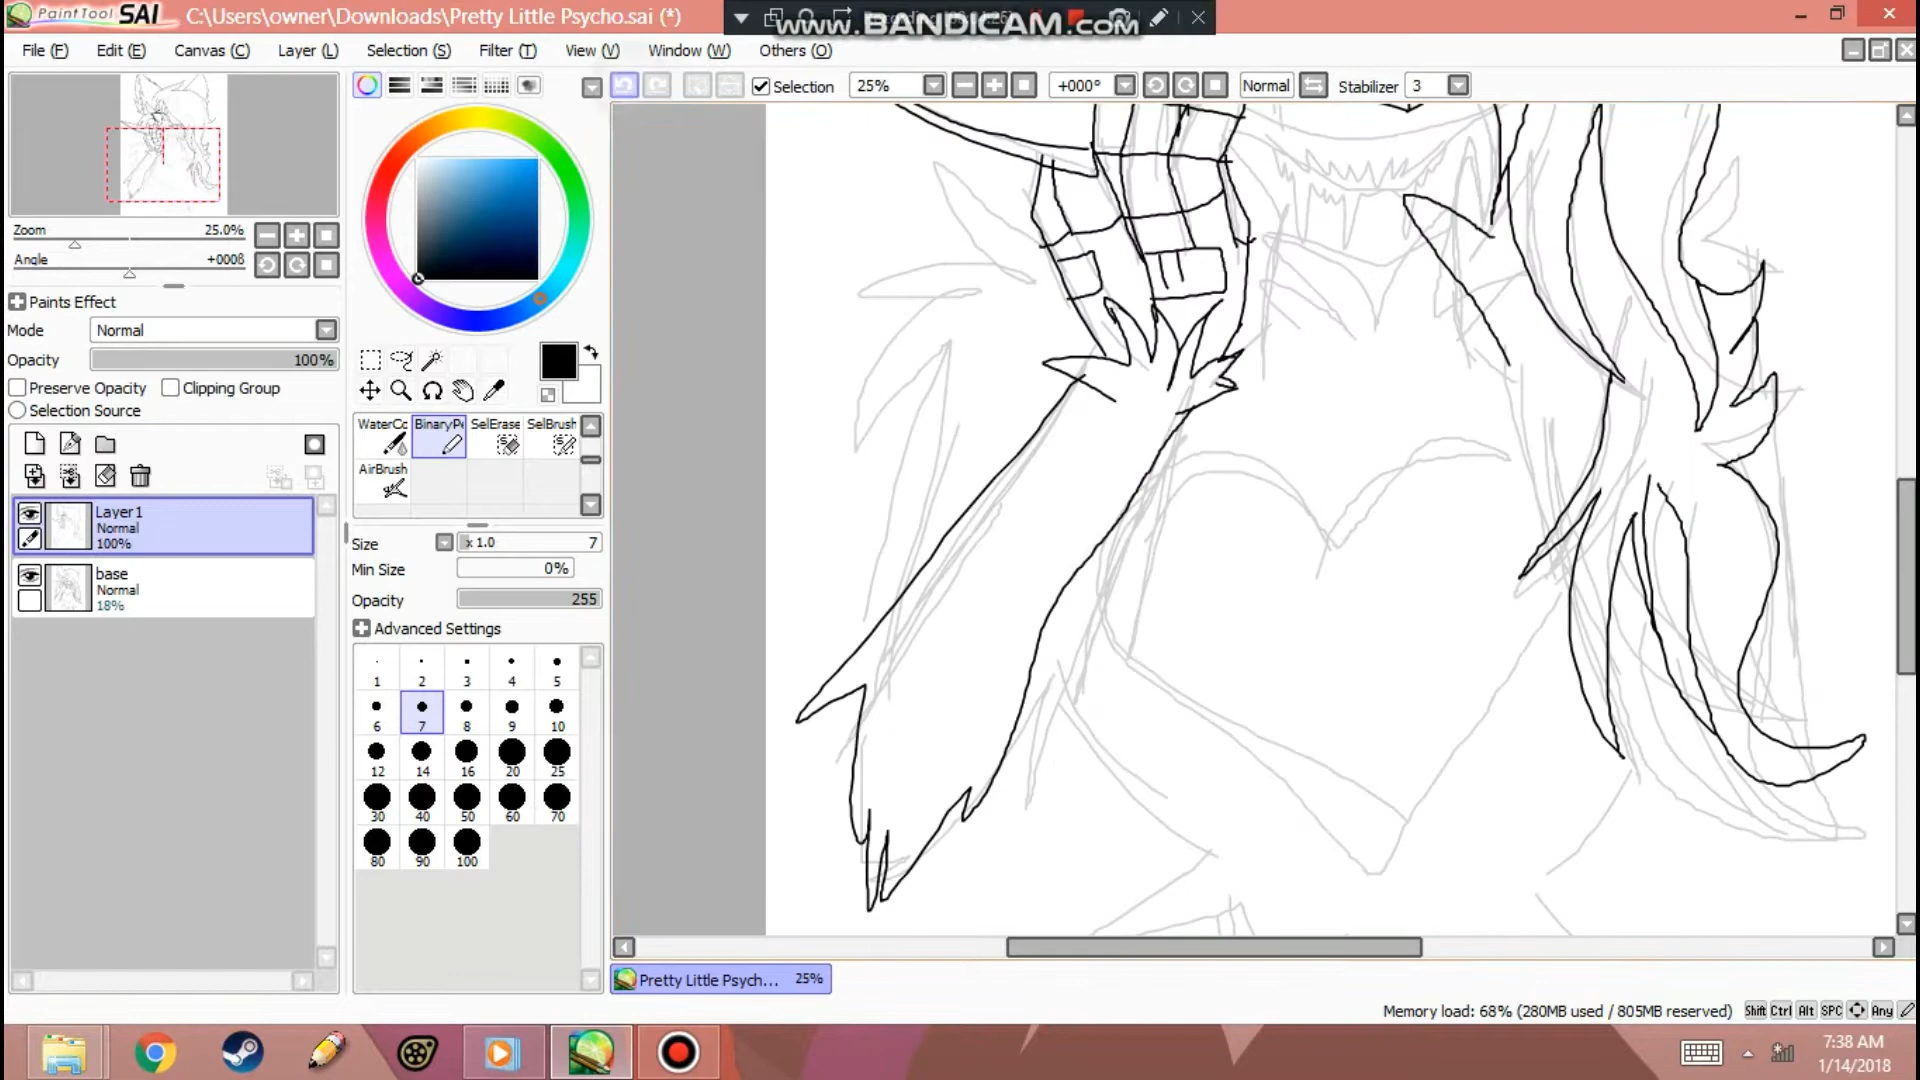 PaintTool SAI C:\Users\owner\Downloads\Pretty Little Psycho.sai (*)
www.BANDICAM.com
File (F) Edit (E) Canvas (C) Layer (L) Selection (S) Filter (T) View (V) Window (W) Others (O)
Selection 25% +000° Normal Stabilizer 3
Zoom 25.0%
Angle +000θ
Paints Effect
Mode Normal
Opacity 100%
Preserve Opacity Clipping Group
Selection Source
Layer1
Normal
100%
base
Normal
18%
WaterCo BinaryPe SelErase SelBrush
AirBrush
Size x 1.0 7
Min Size 0%
Opacity 255
Advanced Settings
1 2 3 4 5
6 7 8 9 10
12 14 16 20 25
30 40 50 60 70
80 90 100
Pretty Little Psych... 25%
Memory load: 68% (280MB used / 805MB reserved) Shift Ctrl Alt SPC Any
7:38 AM
1/14/2018